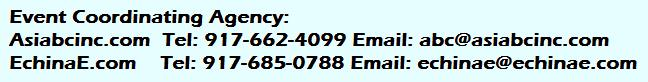 Event Coordinating Agency:
Asiabcinc.com Tel: 917-662-4099 Email: abc@asiabcinc.com
EchinaE.com Tel: 917-685-0788 Email: echinae@echinae.com